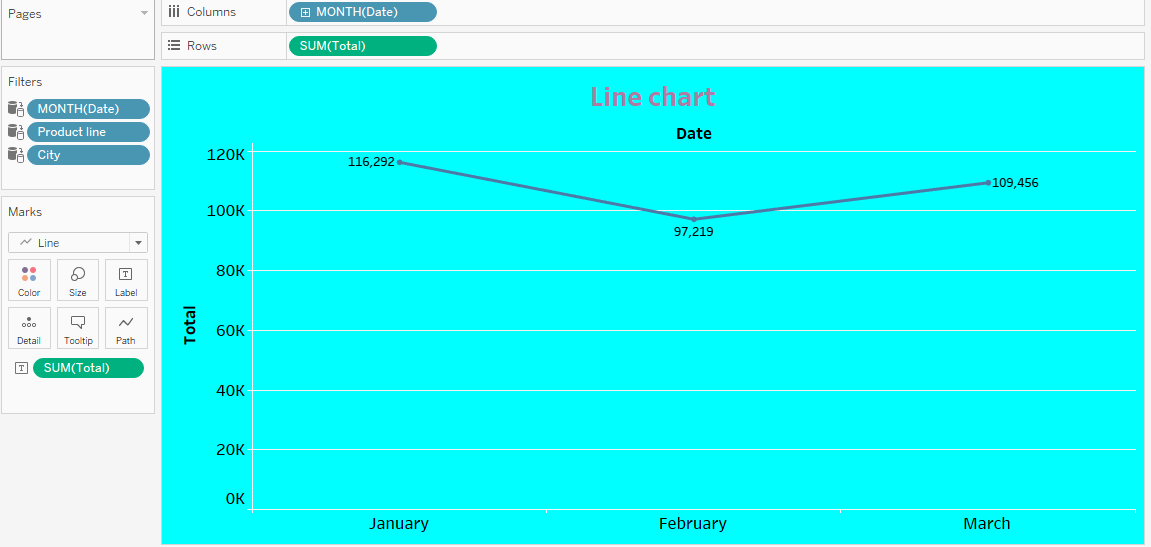 Pages
Columns
MONTH(Date)
Rows
SUM(Total)
Filters
MONTH(Date)
Product line
City
Marks
Line
Color Size Label
Detail Tooltip Path
SUM(Total)
Line chart
Date
120K
100K
80K
60K
40K
20K
0K
Total
116,292
97,219
109,456
January February March